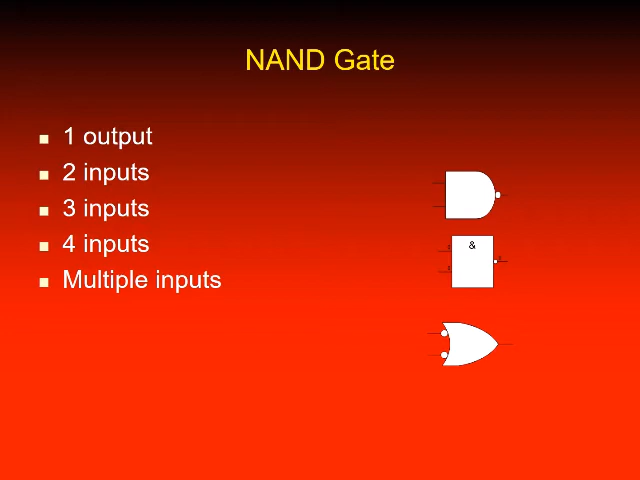 NAND Gate
1 output
2 inputs
3 inputs
4 inputs
Multiple inputs
&